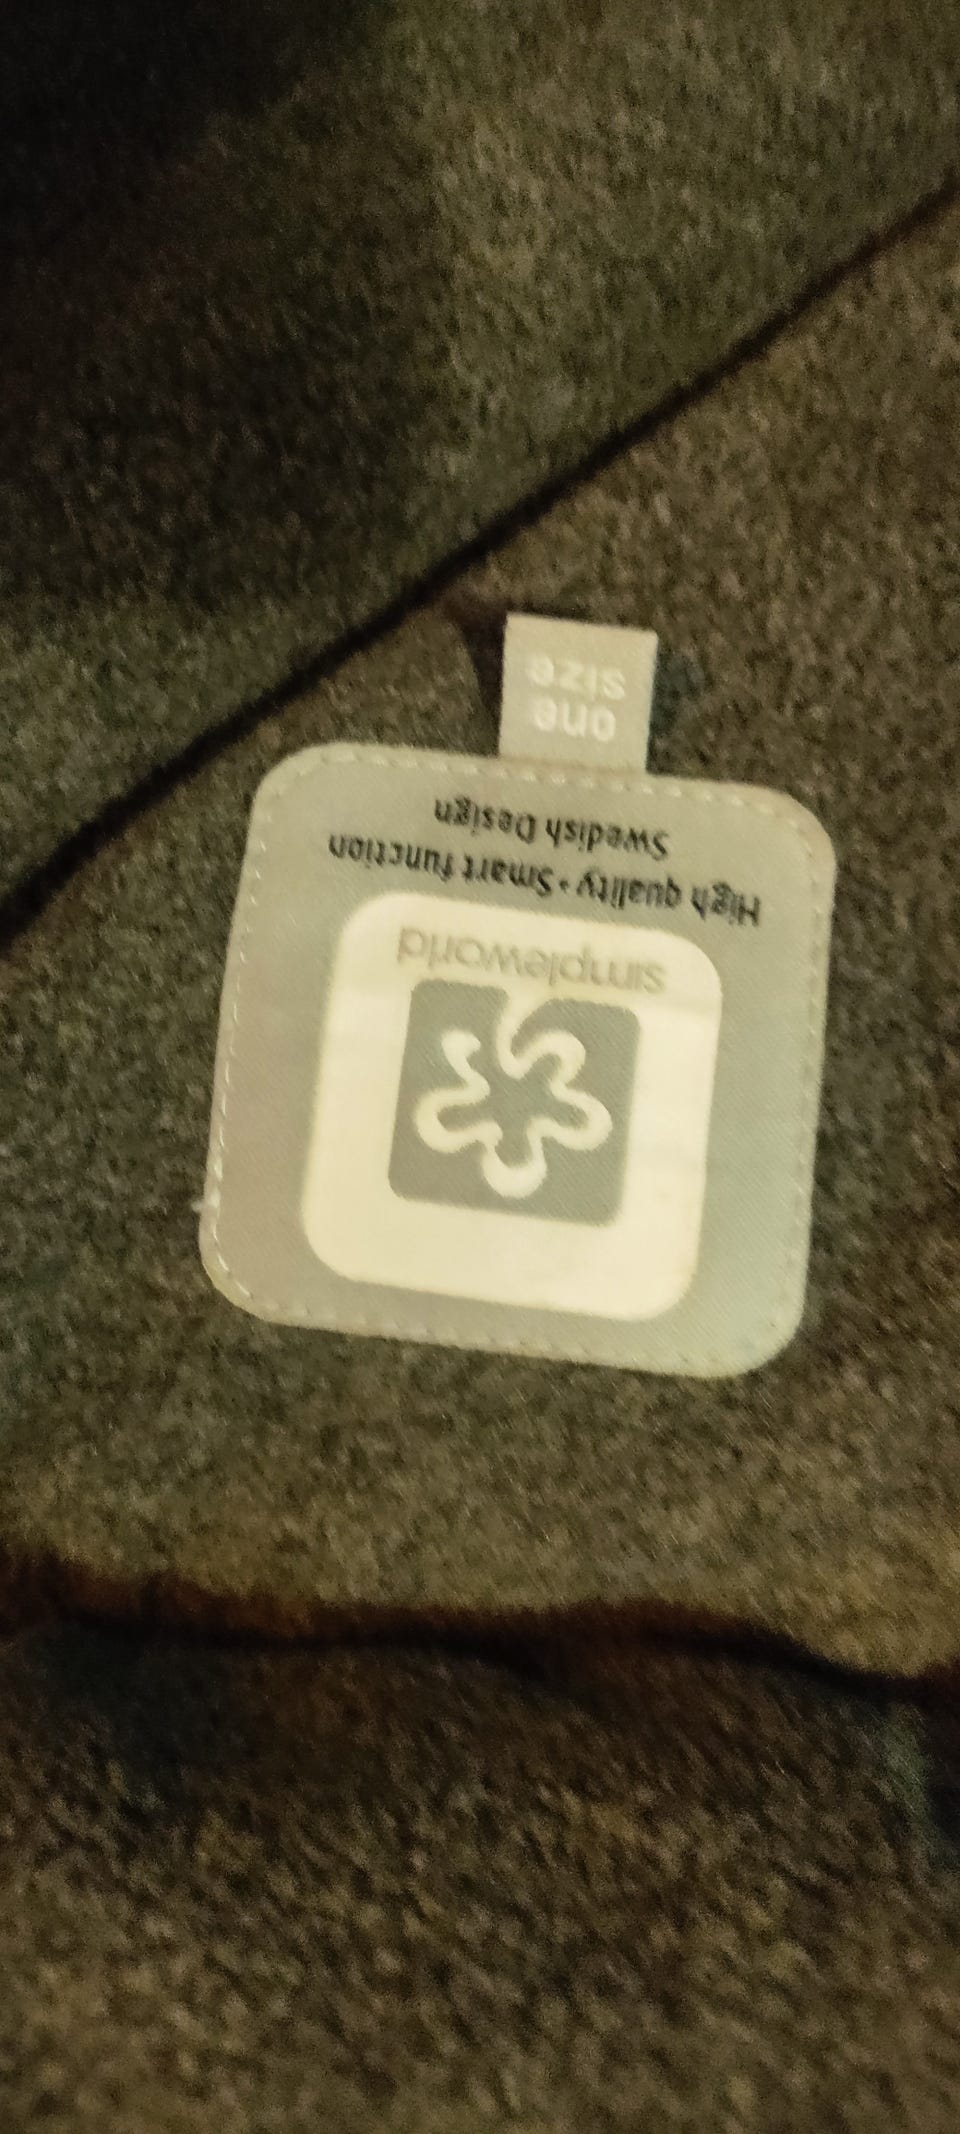 simpleworld
High quality • Smart function
Swedish Design
one
size